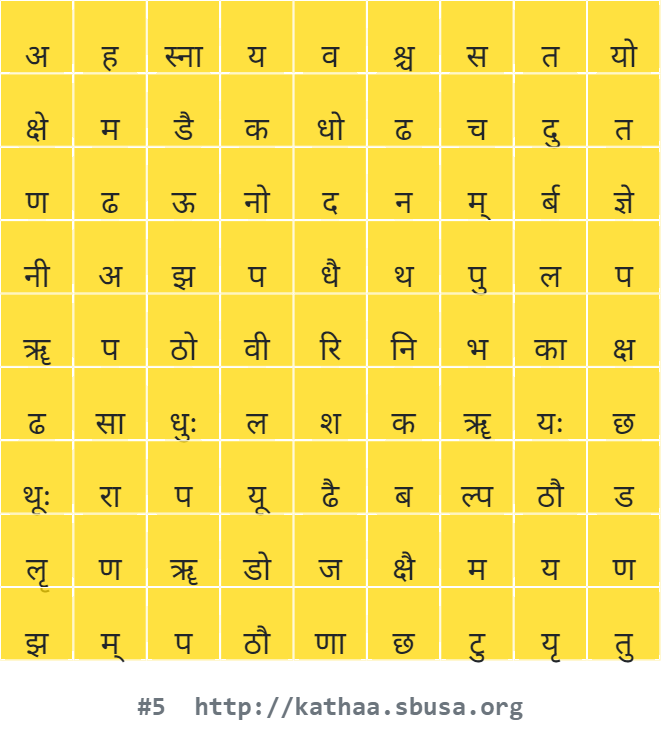 अ ह स्ना य व श्च स त यो
क्षे म डै क धो ढ च दु त
ण ढ ऊ नो द न म् र्ब ज्ञे
नी अ झ प धै थ पु ल प
ॠ प ठो वी रि नि भ का क्ष
ढ सा धुः ल श क ॠ यः छ
थूः रा प यू ढै ब ल्प ठौ ड
लृ ण ॠ डो ज क्षै म य ण
झ म् प ठौ णा छ टु यृ तु
#5 http://kathaa.sbusa.org